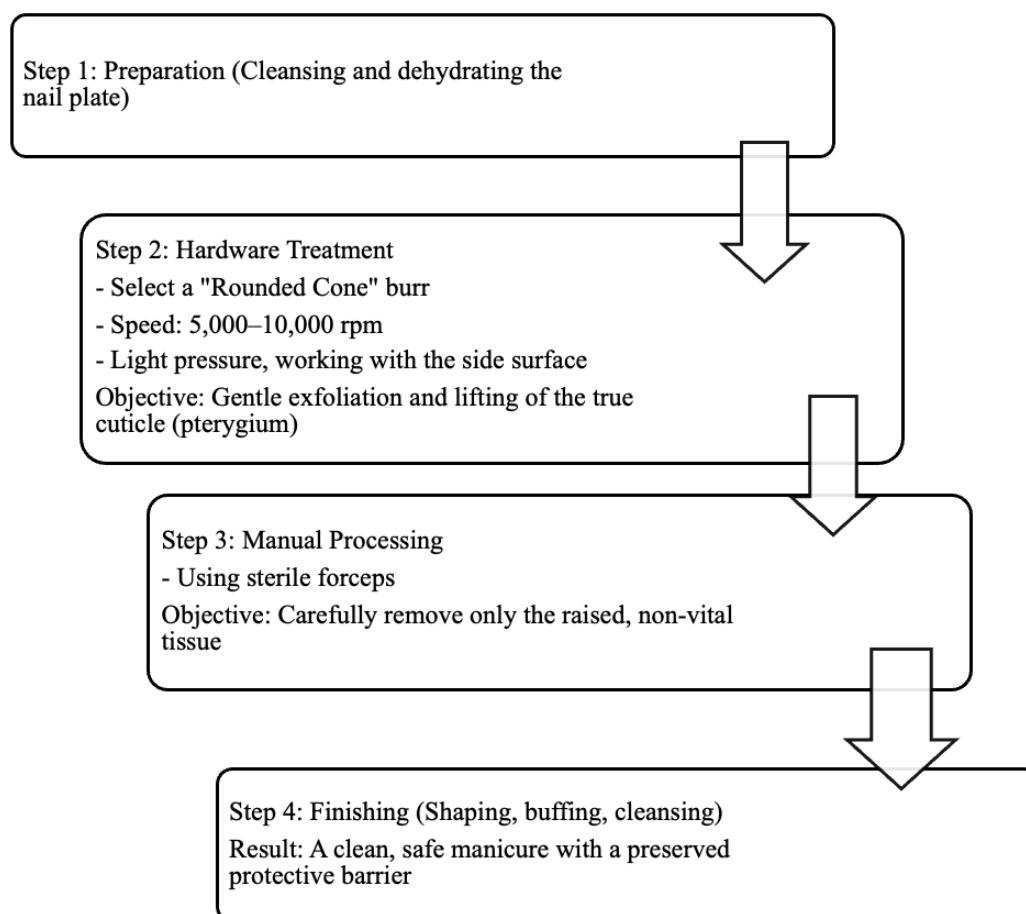 Step 1: Preparation (Cleansing and dehydrating the
nail plate)
Step 2: Hardware Treatment
- Select a "Rounded Cone" burr
- Speed: 5,000–10,000 rpm
- Light pressure, working with the side surface
Objective: Gentle exfoliation and lifting of the true
cuticle (pterygium)
Step 3: Manual Processing
- Using sterile forceps
Objective: Carefully remove only the raised, non-vital
tissue
Step 4: Finishing (Shaping, buffing, cleansing)
Result: A clean, safe manicure with a preserved
protective barrier